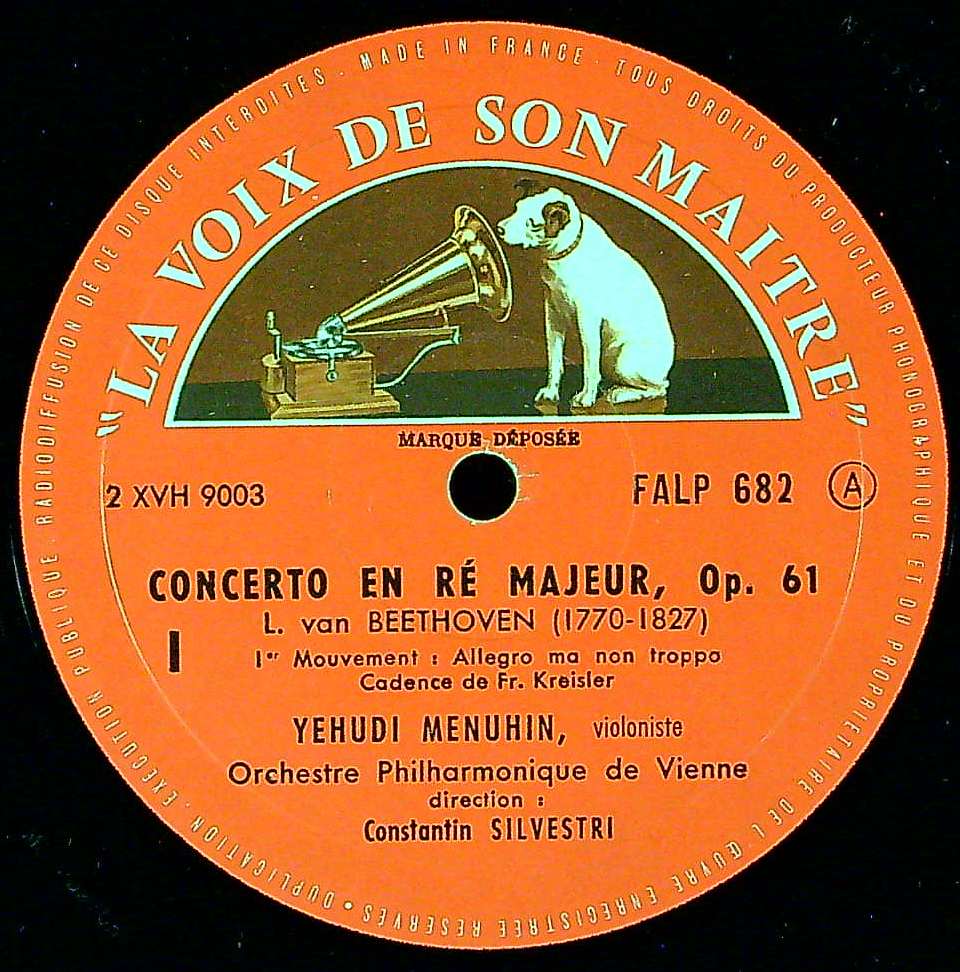 MADE IN FRANCE · TOUS DROITS DU PRODUCTEUR PHONOGRAPHIQUE ET DU PROPRIETAIRE DE L'ŒUVRE ENREGISTRÉE RESERVÉS • DUPLICATION · EXECUTION PUBLIQUE · RADIODIFFUSION DE CE DISQUE INTERDITES ·
"LA VOIX DE SON MAITRE"
MARQUE DÉPOSÉE
2 XVH 9003
FALP 682 A
CONCERTO EN RÉ MAJEUR, Op. 61
L. van BEETHOVEN (1770-1827)
I
1er Mouvement : Allegro ma non troppo
Cadence de Fr. Kreisler
YEHUDI MENUHIN, violoniste
Orchestre Philharmonique de Vienne
direction :
Constantin SILVESTRI